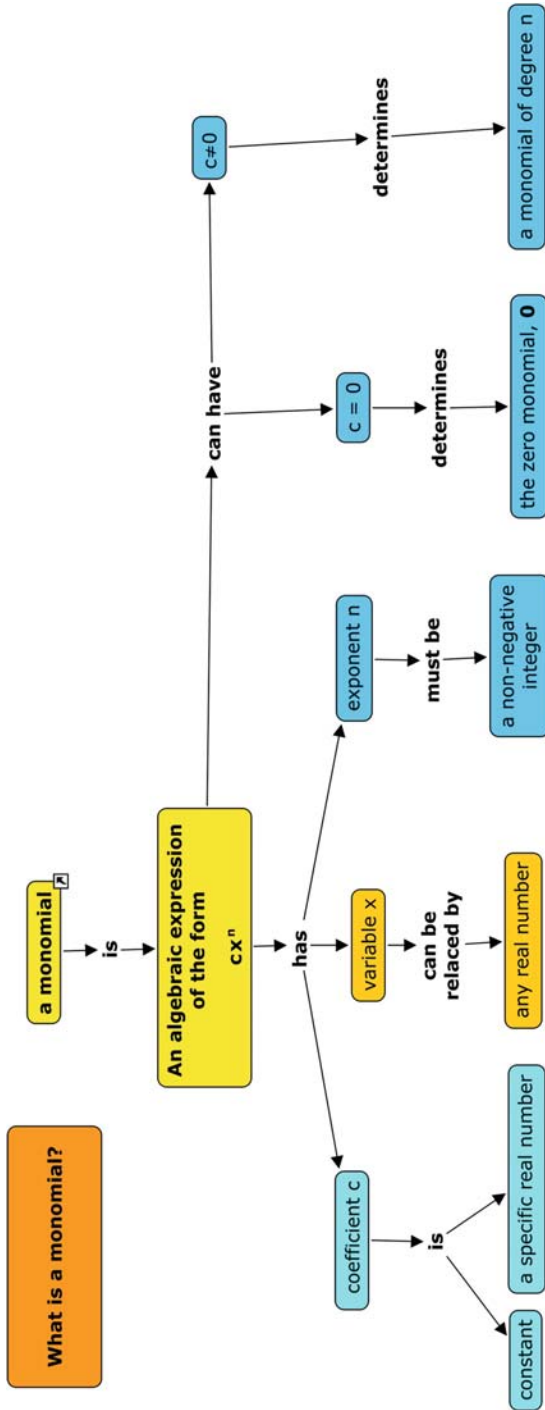 What is a monomial?
a monomial
is
An algebraic expression
of the form
cxⁿ
has
can have
coefficient c
is
constant
a specific real number
variable x
can be
relaced by
any real number
exponent n
must be
a non-negative
integer
c = 0
determines
the zero monomial, 0
c≠0
determines
a monomial of degree n